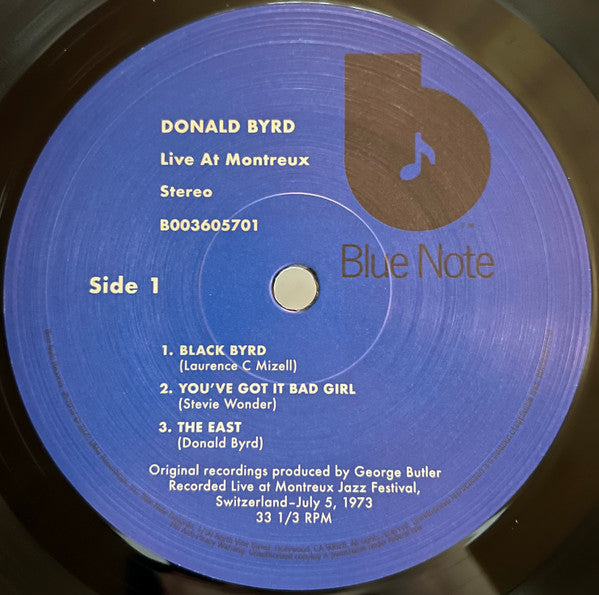 DONALD BYRD
Live At Montreux
Stereo
B003605701
Blue Note
Side 1
1. BLACK BYRD
(Laurence C Mizell)
2. YOU'VE GOT IT BAD GIRL
(Stevie Wonder)
3. THE EAST
(Donald Byrd)
Original recordings produced by George Butler
Recorded Live at Montreux Jazz Festival,
Switzerland–July 5, 1973
33 1/3 RPM